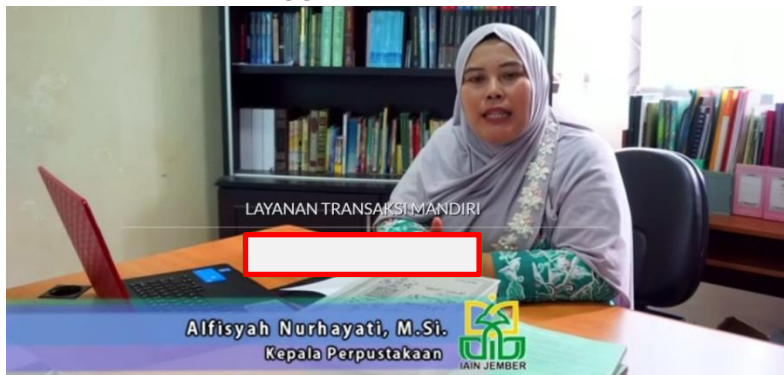 LAYANAN TRANSAKSI MANDIRI
Alfisyah Nurhayati, M.Si.
Kepala Perpustakaan
IAIN JEMBER